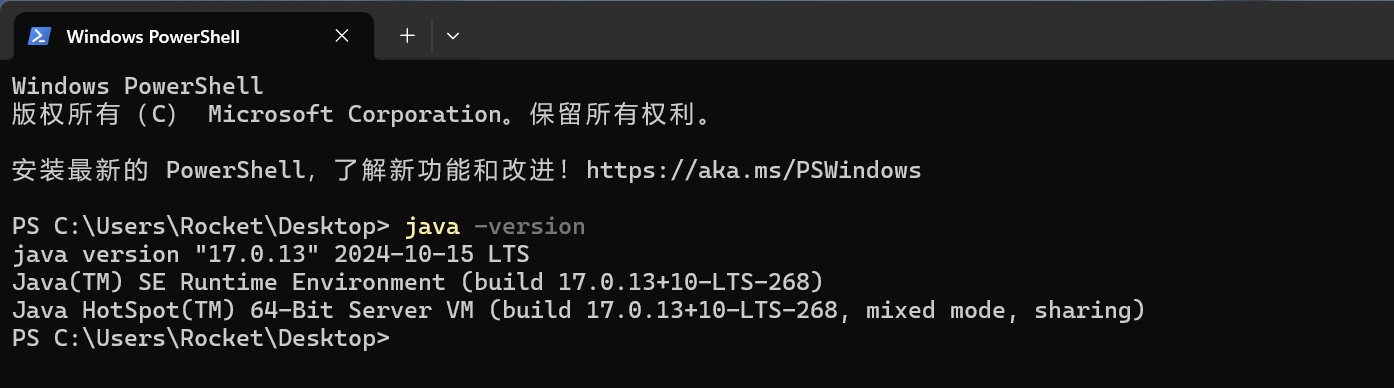 Windows PowerShell
Windows PowerShell
版权所有（C） Microsoft Corporation。保留所有权利。
安装最新的 PowerShell，了解新功能和改进！https://aka.ms/PSWindows
PS C:\Users\Rocket\Desktop> java -version
java version "17.0.13" 2024-10-15 LTS
Java(TM) SE Runtime Environment (build 17.0.13+10-LTS-268)
Java HotSpot(TM) 64-Bit Server VM (build 17.0.13+10-LTS-268, mixed mode, sharing)
PS C:\Users\Rocket\Desktop>